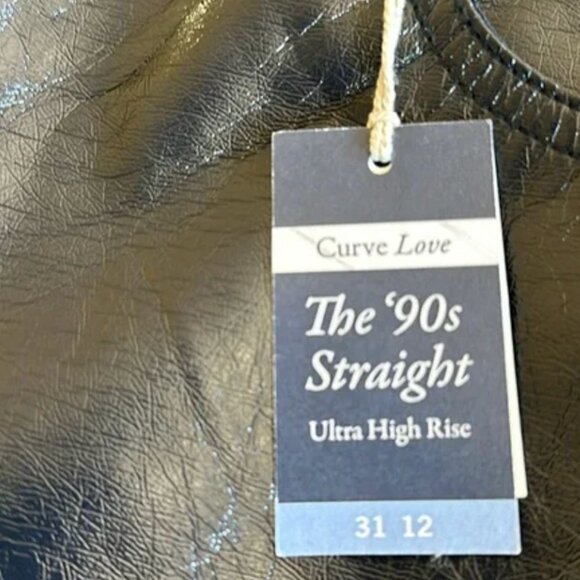 Curve Love
The ‘90s
Straight
Ultra High Rise
31 12